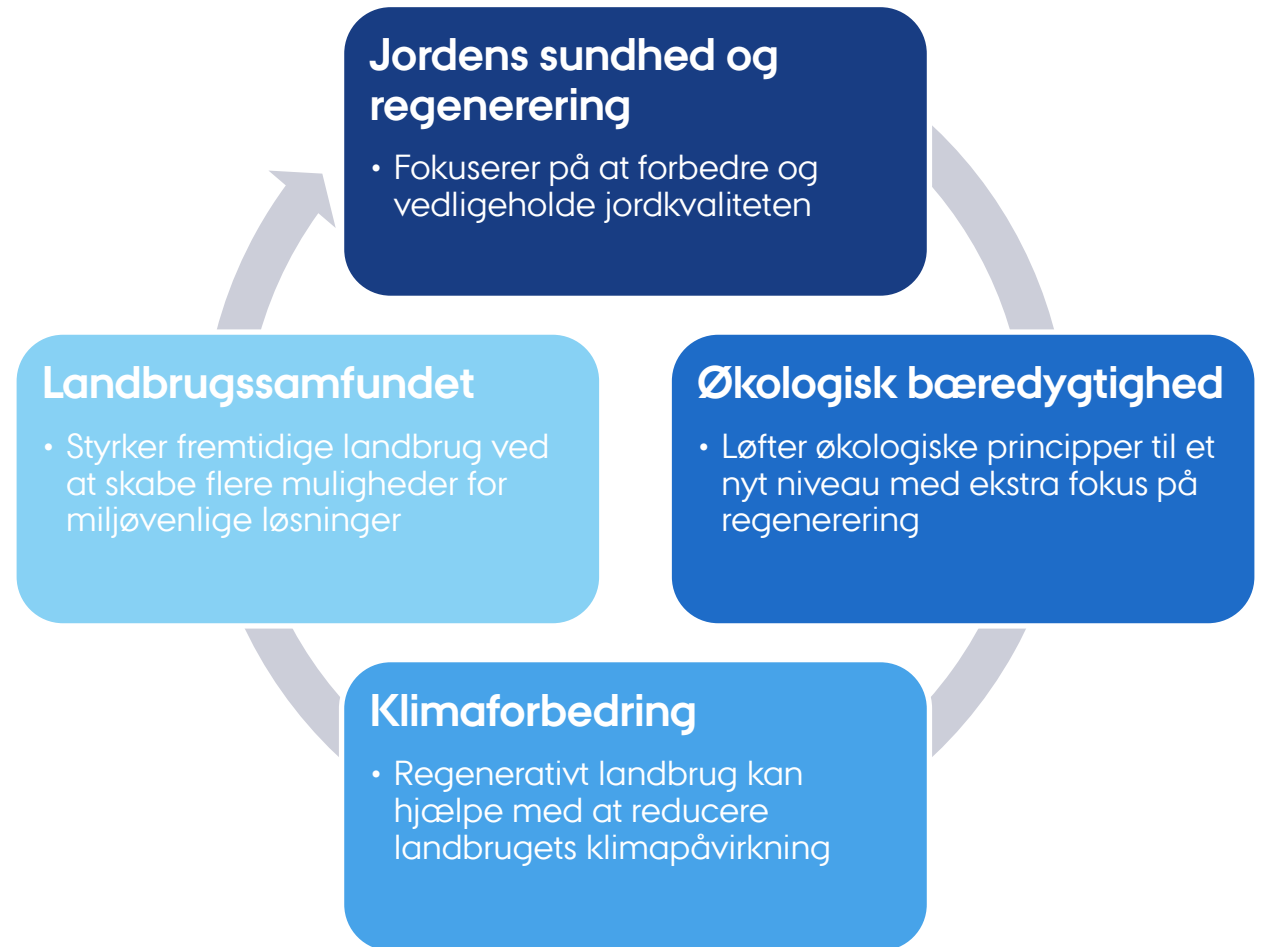 Jordens sundhed og
regenerering
• Fokuserer på at forbedre og
vedligeholde jordkvaliteten
Landbrugssamfundet
• Styrker fremtidige landbrug ved
at skabe flere muligheder for
miljøvenlige løsninger
Økologisk bæredygtighed
• Løfter økologiske principper til et
nyt niveau med ekstra fokus på
regenerering
Klimaforbedring
• Regenerativt landbrug kan
hjælpe med at reducere
landbrugets klimapåvirkning